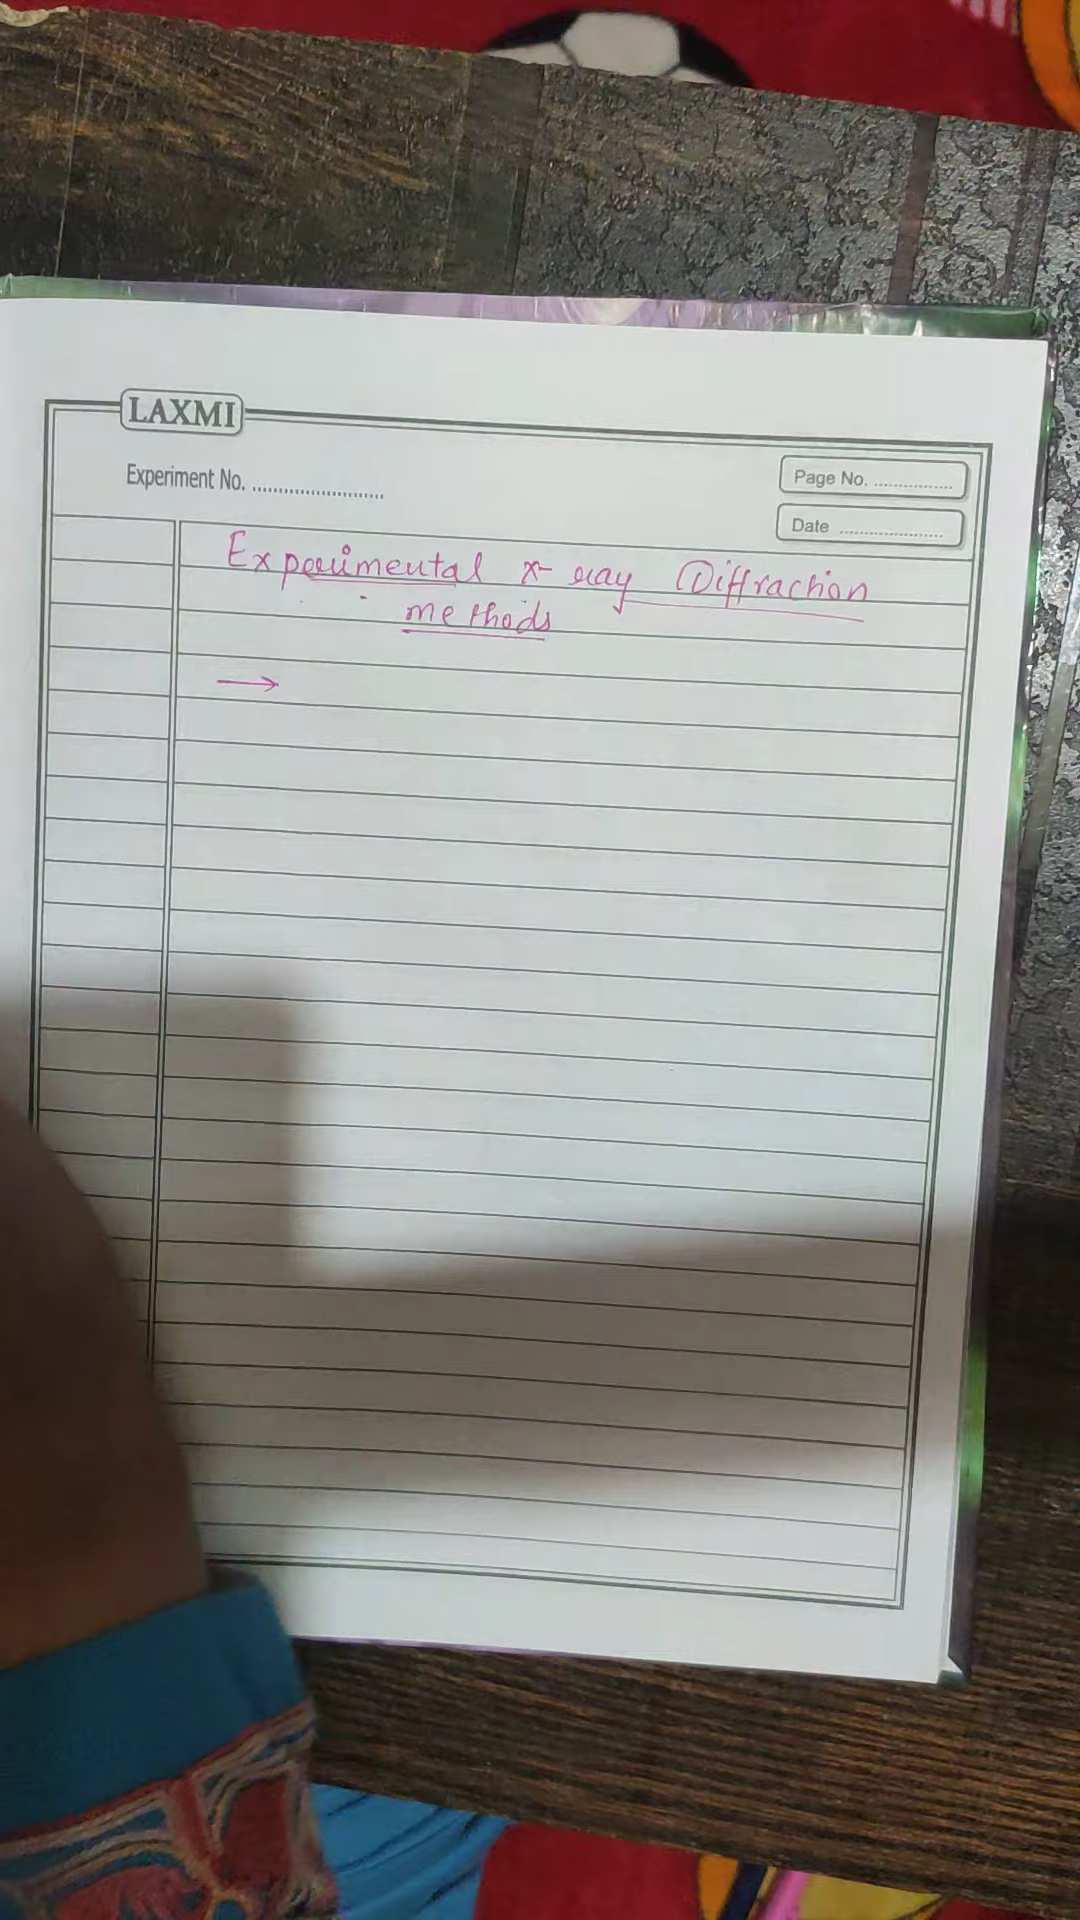 LAXMI
Experiment No. ........................
Page No. ................
Date .....................
Experimental x-ray Diffraction
methods
→